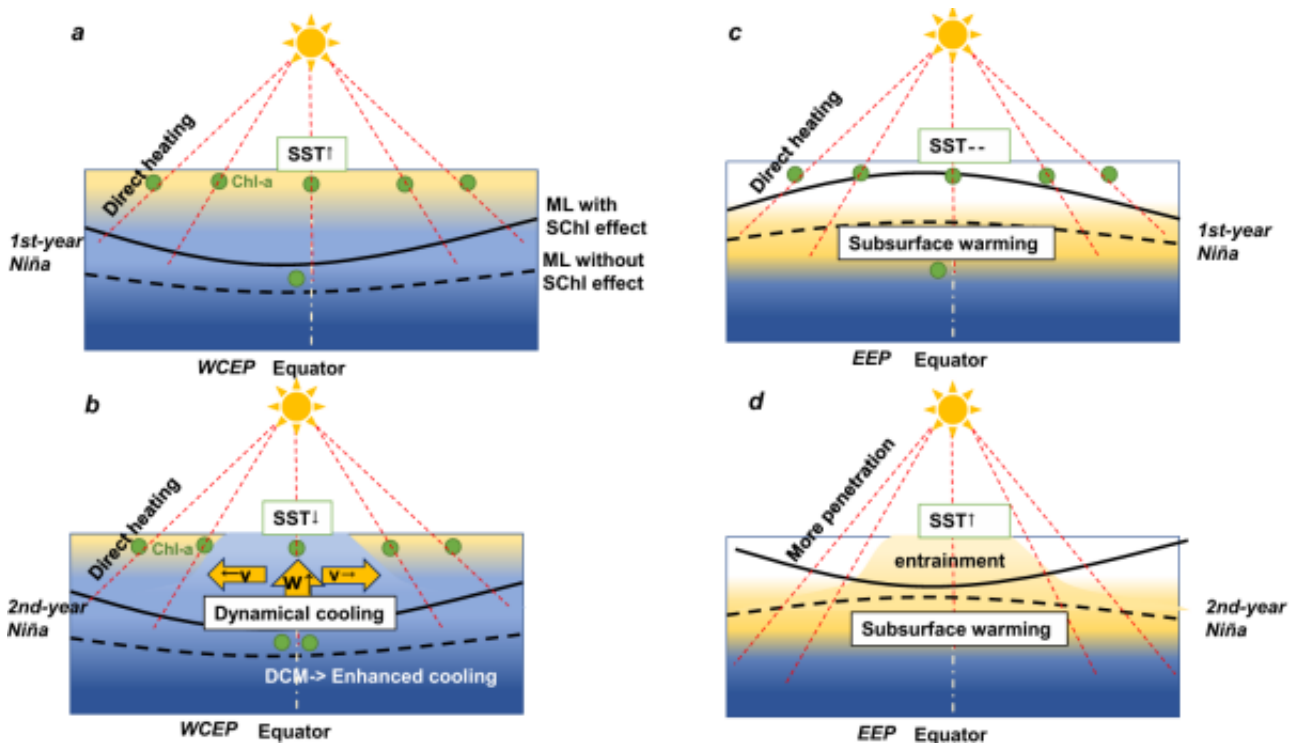 a
Direct heating
SST↑
Chl-a
1st-year
Niña
ML with
SChl effect
ML without
SChl effect
WCEP Equator
b
Direct heating
SST↓
Chl-a
←v
W↑
v→
Dynamical cooling
2nd-year
Niña
DCM-> Enhanced cooling
WCEP Equator
c
Direct heating
SST--
Subsurface warming
1st-year
Niña
EEP Equator
d
More penetration
SST↑
entrainment
Subsurface warming
2nd-year
Niña
EEP Equator